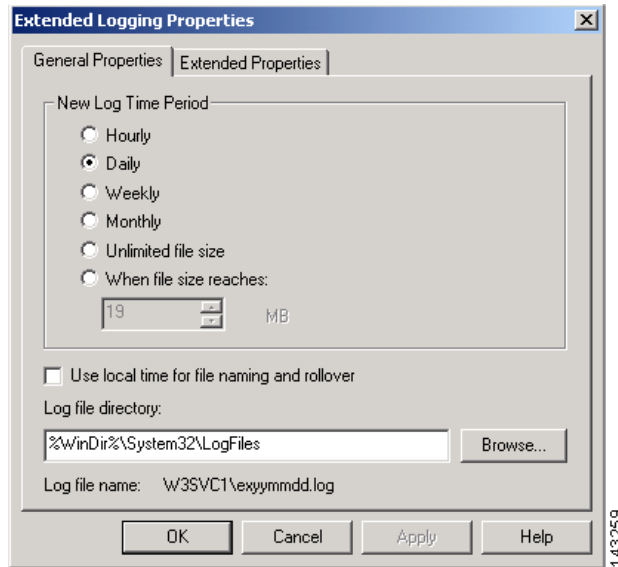 Extended Logging Properties
General Properties
Extended Properties
New Log Time Period
Hourly
Daily
Weekly
Monthly
Unlimited file size
When file size reaches:
19
MB
Use local time for file naming and rollover
Log file directory:
%WinDir%\System32\LogFiles
Browse...
Log file name: W3SVC1\exyymmdd.log
OK
Cancel
Apply
Help
143259